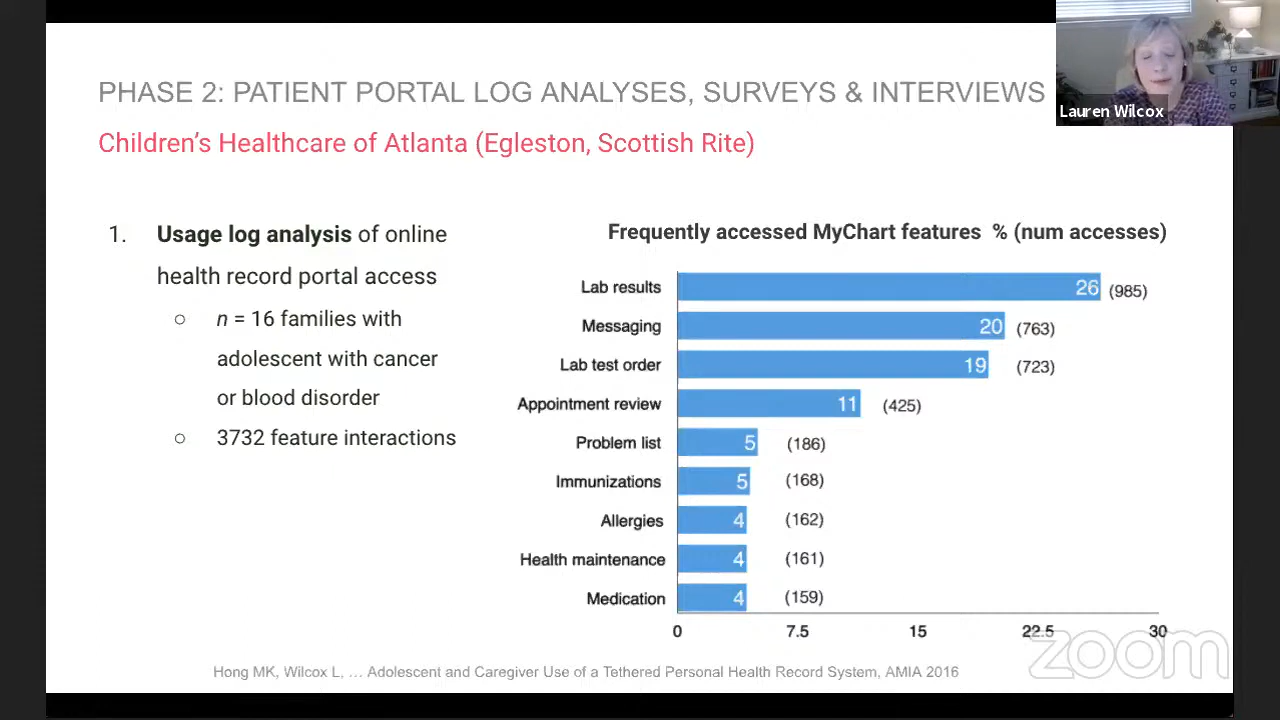 PHASE 2: PATIENT PORTAL LOG ANALYSES, SURVEYS & INTERVIEWS
Lauren Wilcox
Children's Healthcare of Atlanta (Egleston, Scottish Rite)
1. Usage log analysis of online
health record portal access
○ n = 16 families with
adolescent with cancer
or blood disorder
○ 3732 feature interactions
Frequently accessed MyChart features % (num accesses)
Lab results 26 (985)
Messaging 20 (763)
Lab test order 19 (723)
Appointment review 11 (425)
Problem list 5 (186)
Immunizations 5 (168)
Allergies 4 (162)
Health maintenance 4 (161)
Medication 4 (159)
0 7.5 15 22.5 30
zoom
Hong MK, Wilcox L, ... Adolescent and Caregiver Use of a Tethered Personal Health Record System, AMIA 2016